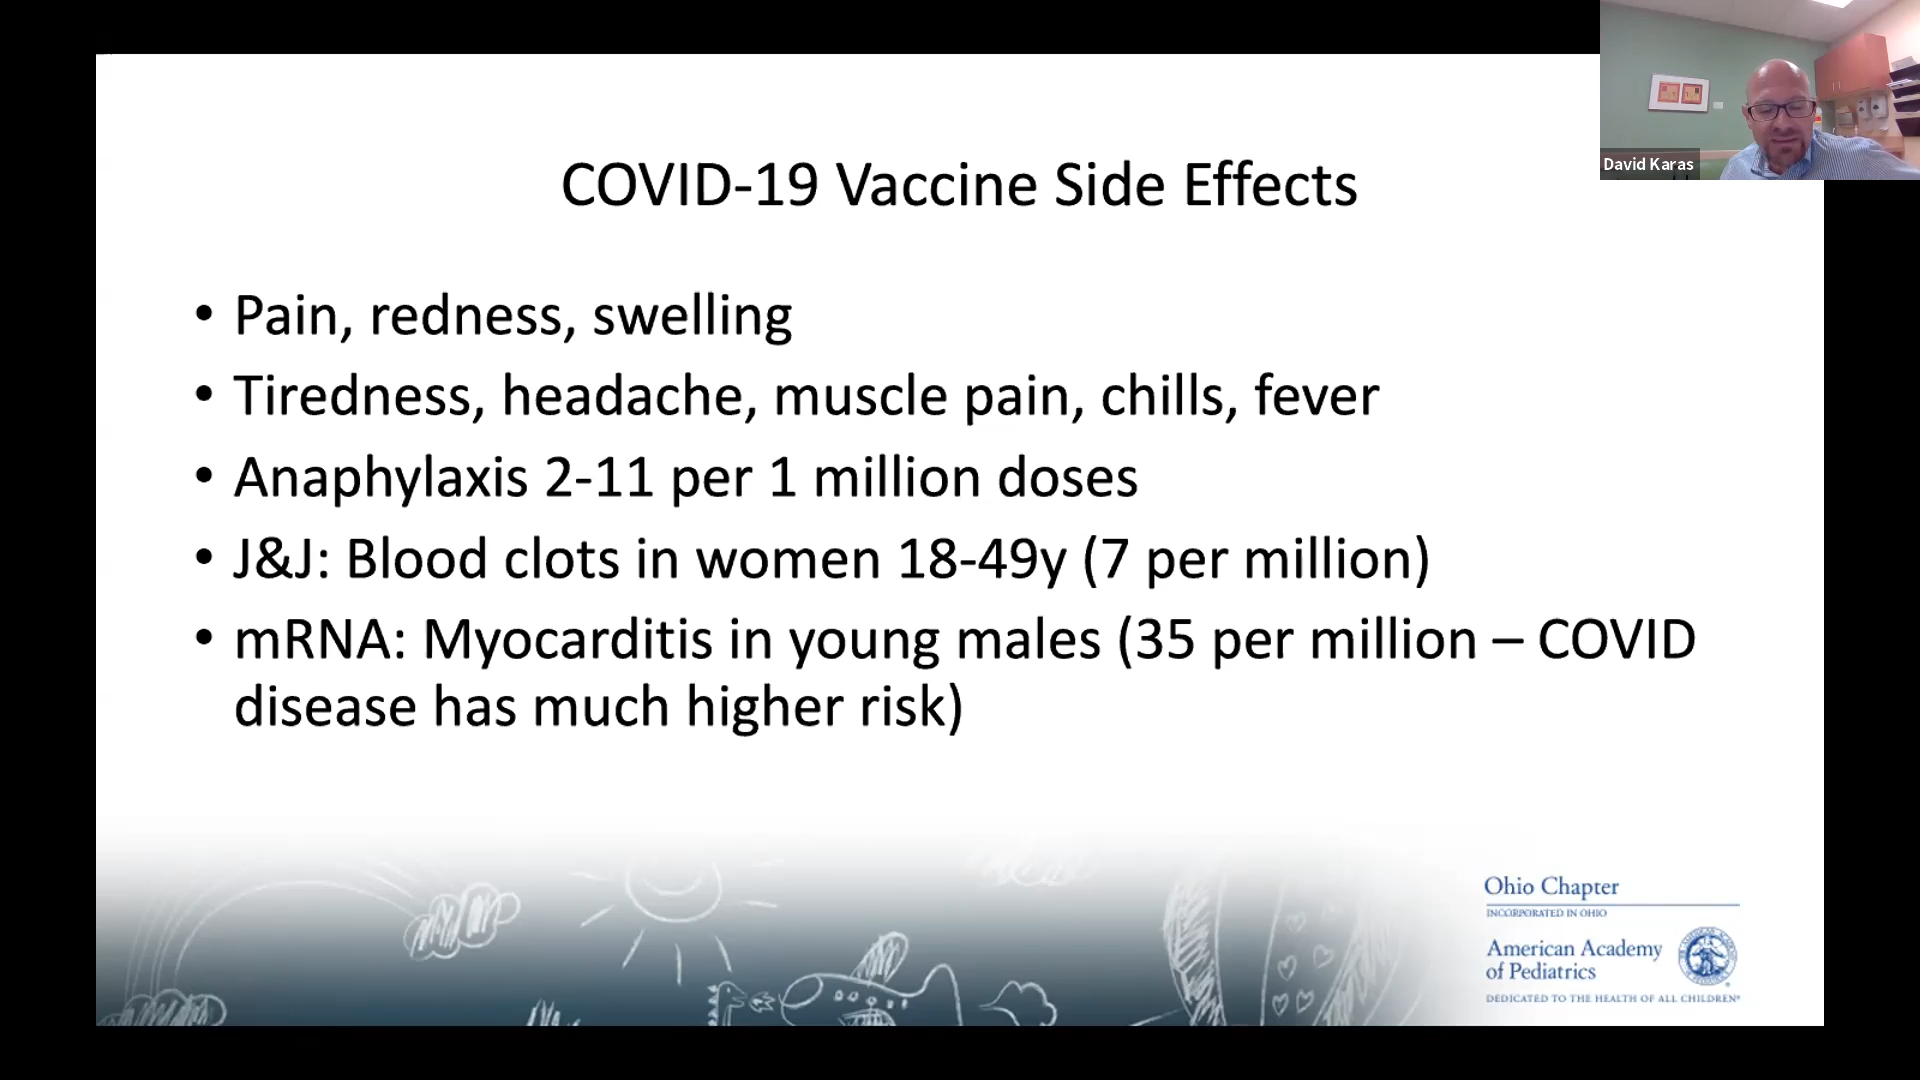 David Karas
COVID-19 Vaccine Side Effects
• Pain, redness, swelling
• Tiredness, headache, muscle pain, chills, fever
• Anaphylaxis 2-11 per 1 million doses
• J&J: Blood clots in women 18-49y (7 per million)
• mRNA: Myocarditis in young males (35 per million – COVID
disease has much higher risk)
Ohio Chapter
INCORPORATED IN OHIO
American Academy
of Pediatrics
DEDICATED TO THE HEALTH OF ALL CHILDREN®